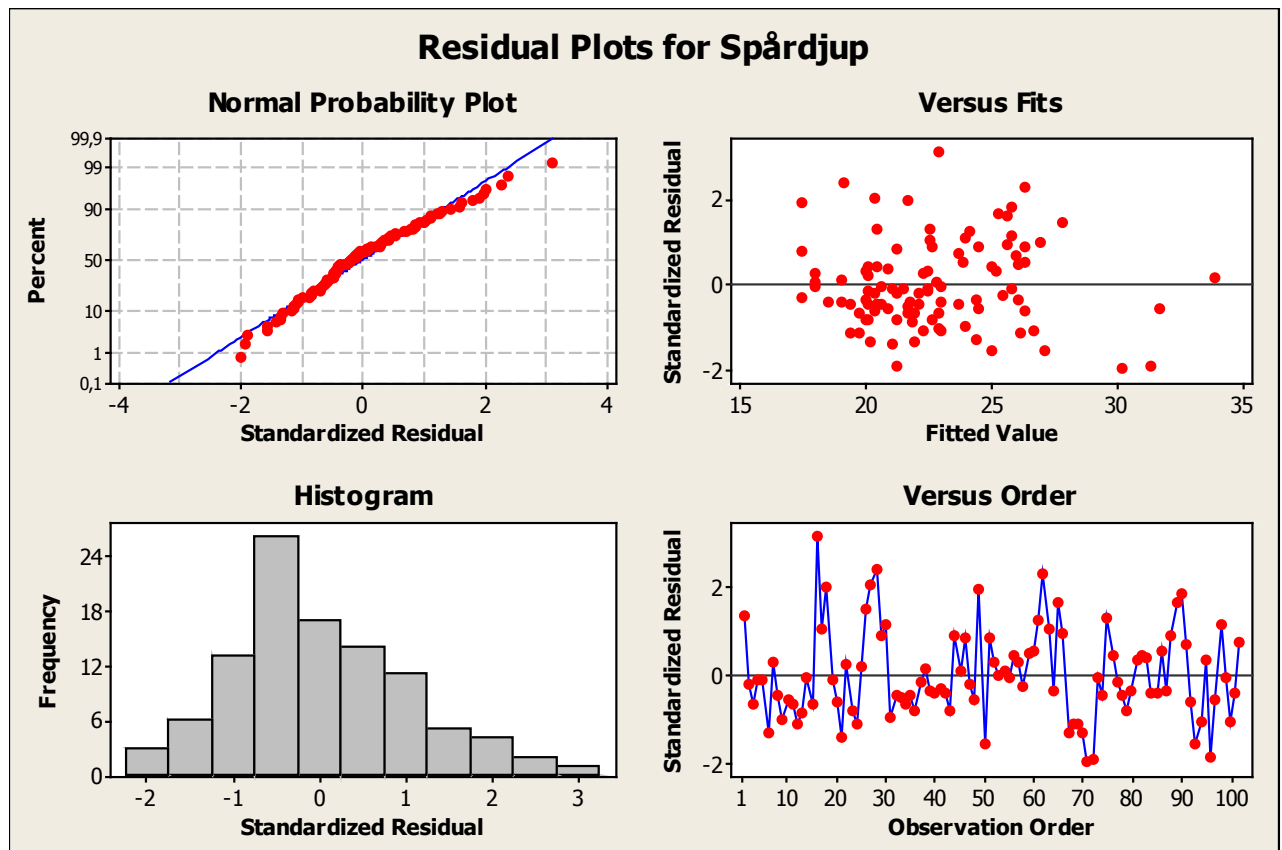 Residual Plots for Spårdjup
Normal Probability Plot
Percent
99,9
99
90
50
10
1
0,1
-4 -2 0 2 4
Standardized Residual
Versus Fits
Standardized Residual
2
0
-2
15 20 25 30 35
Fitted Value
Histogram
Frequency
24
18
12
6
0
-2 -1 0 1 2 3
Standardized Residual
Versus Order
Standardized Residual
2
0
-2
1 10 20 30 40 50 60 70 80 90 100
Observation Order